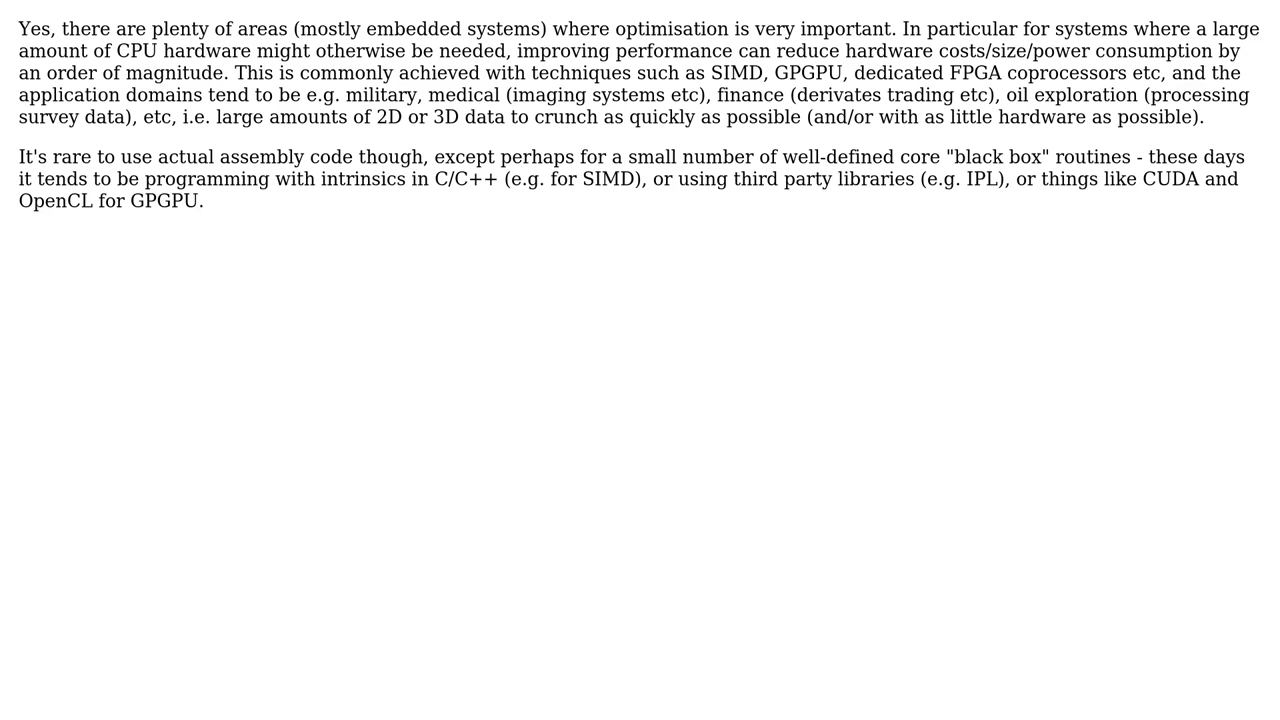 Yes, there are plenty of areas (mostly embedded systems) where optimisation is very important. In particular for systems where a large
amount of CPU hardware might otherwise be needed, improving performance can reduce hardware costs/size/power consumption by
an order of magnitude. This is commonly achieved with techniques such as SIMD, GPGPU, dedicated FPGA coprocessors etc, and the
application domains tend to be e.g. military, medical (imaging systems etc), finance (derivates trading etc), oil exploration (processing
survey data), etc, i.e. large amounts of 2D or 3D data to crunch as quickly as possible (and/or with as little hardware as possible).
It's rare to use actual assembly code though, except perhaps for a small number of well-defined core "black box" routines - these days
it tends to be programming with intrinsics in C/C++ (e.g. for SIMD), or using third party libraries (e.g. IPL), or things like CUDA and
OpenCL for GPGPU.